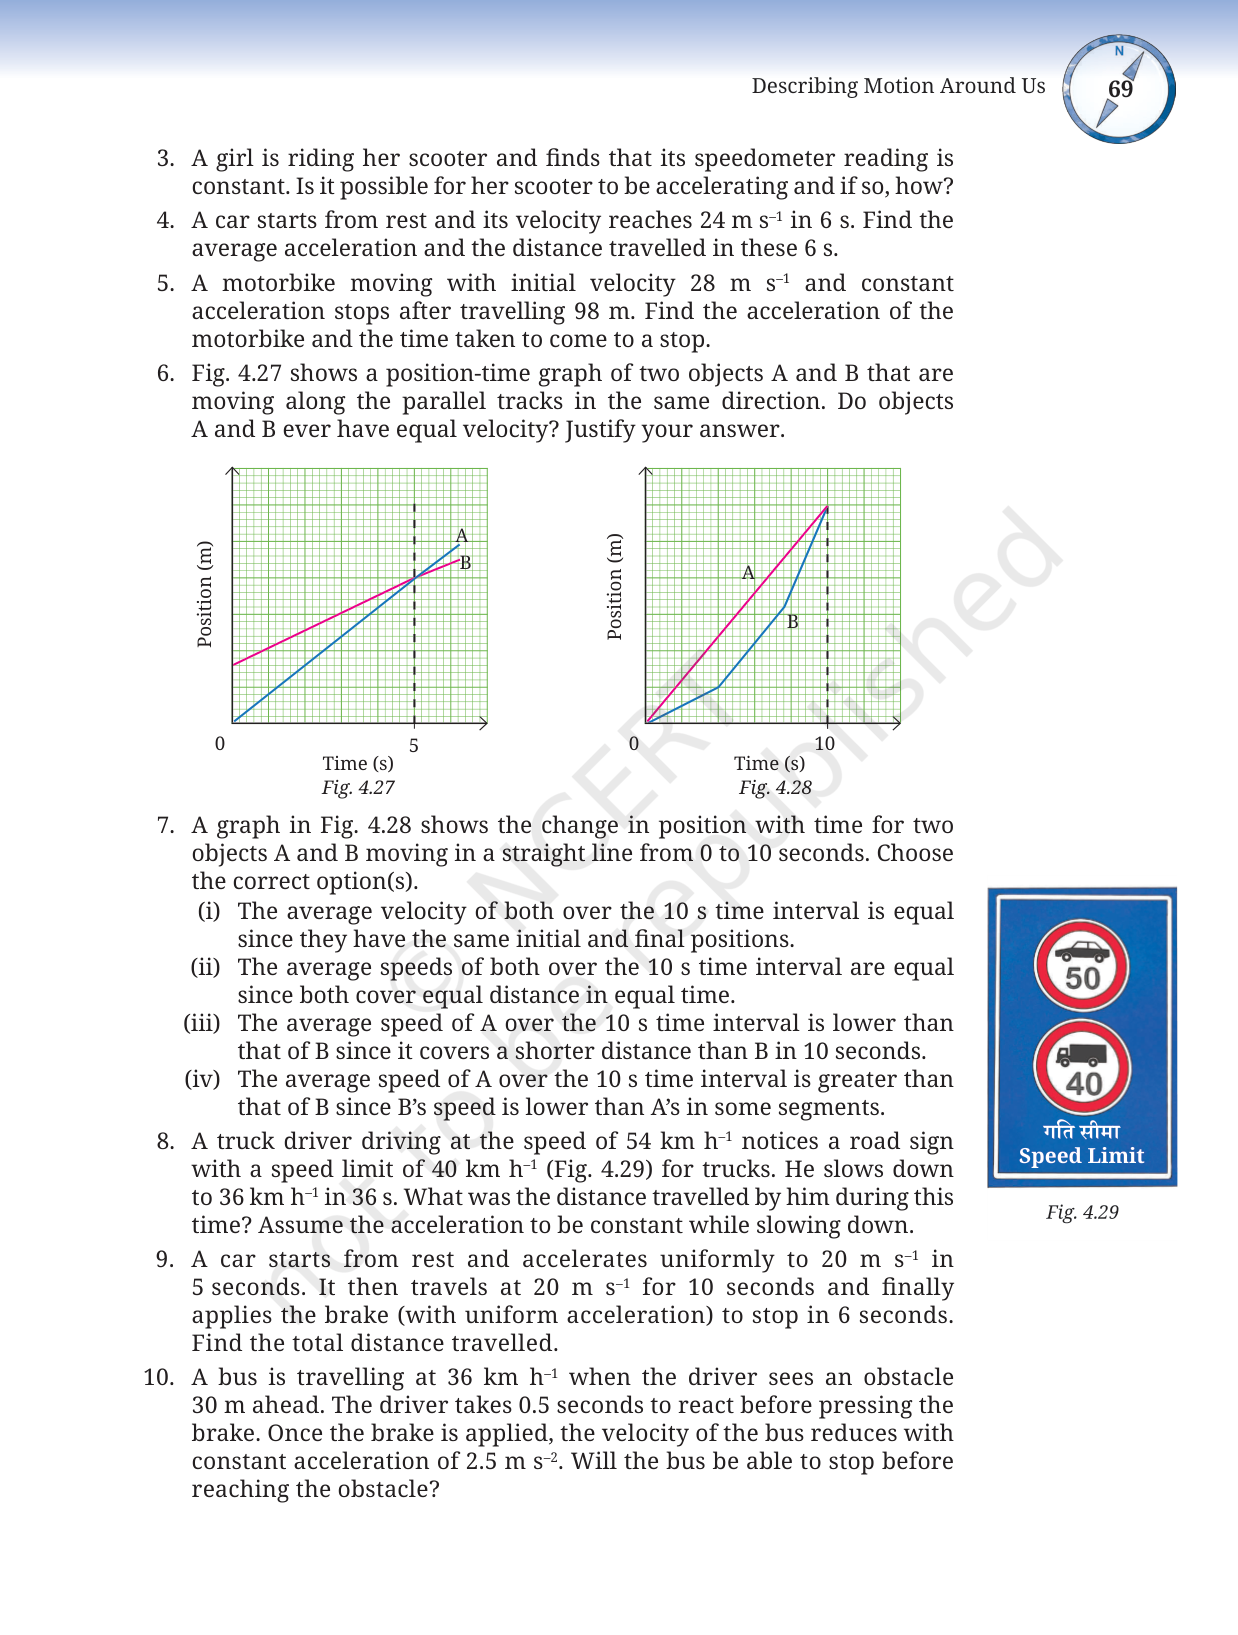 Describing Motion Around Us
N
69
3. A girl is riding her scooter and finds that its speedometer reading is
constant. Is it possible for her scooter to be accelerating and if so, how?
4. A car starts from rest and its velocity reaches 24 m s⁻¹ in 6 s. Find the
average acceleration and the distance travelled in these 6 s.
5. A motorbike moving with initial velocity 28 m s⁻¹ and constant
acceleration stops after travelling 98 m. Find the acceleration of the
motorbike and the time taken to come to a stop.
6. Fig. 4.27 shows a position-time graph of two objects A and B that are
moving along the parallel tracks in the same direction. Do objects
A and B ever have equal velocity? Justify your answer.
Position (m)
A
B
0
5
Time (s)
Fig. 4.27
Position (m)
A
B
0
10
Time (s)
Fig. 4.28
7. A graph in Fig. 4.28 shows the change in position with time for two
objects A and B moving in a straight line from 0 to 10 seconds. Choose
the correct option(s).
(i) The average velocity of both over the 10 s time interval is equal
since they have the same initial and final positions.
(ii) The average speeds of both over the 10 s time interval are equal
since both cover equal distance in equal time.
(iii) The average speed of A over the 10 s time interval is lower than
that of B since it covers a shorter distance than B in 10 seconds.
(iv) The average speed of A over the 10 s time interval is greater than
that of B since B’s speed is lower than A’s in some segments.
8. A truck driver driving at the speed of 54 km h⁻¹ notices a road sign
with a speed limit of 40 km h⁻¹ (Fig. 4.29) for trucks. He slows down
to 36 km h⁻¹ in 36 s. What was the distance travelled by him during this
time? Assume the acceleration to be constant while slowing down.
50
40
गति सीमा
Speed Limit
Fig. 4.29
9. A car starts from rest and accelerates uniformly to 20 m s⁻¹ in
5 seconds. It then travels at 20 m s⁻¹ for 10 seconds and finally
applies the brake (with uniform acceleration) to stop in 6 seconds.
Find the total distance travelled.
10. A bus is travelling at 36 km h⁻¹ when the driver sees an obstacle
30 m ahead. The driver takes 0.5 seconds to react before pressing the
brake. Once the brake is applied, the velocity of the bus reduces with
constant acceleration of 2.5 m s⁻². Will the bus be able to stop before
reaching the obstacle?
© NCERT
not to be republished